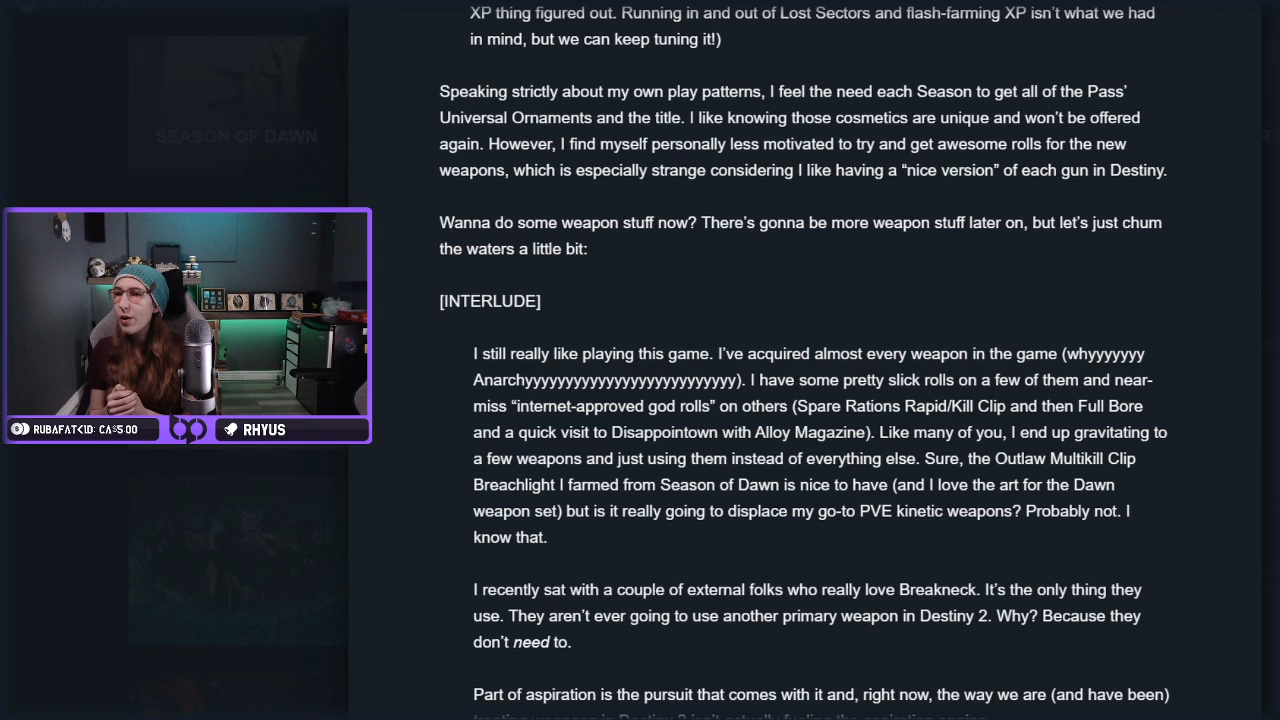 XP thing figured out. Running in and out of Lost Sectors and flash-farming XP isn’t what we had
in mind, but we can keep tuning it!)
SEASON OF DAWN
Speaking strictly about my own play patterns, I feel the need each Season to get all of the Pass’
Universal Ornaments and the title. I like knowing those cosmetics are unique and won’t be offered
again. However, I find myself personally less motivated to try and get awesome rolls for the new
weapons, which is especially strange considering I like having a “nice version” of each gun in Destiny.
Wanna do some weapon stuff now? There’s gonna be more weapon stuff later on, but let’s just chum
the waters a little bit:
[INTERLUDE]
I still really like playing this game. I’ve acquired almost every weapon in the game (whyyyyyyy
Anarchyyyyyyyyyyyyyyyyyyyyyyyyyy). I have some pretty slick rolls on a few of them and near-
miss “internet-approved god rolls” on others (Spare Rations Rapid/Kill Clip and then Full Bore
and a quick visit to Disappointown with Alloy Magazine). Like many of you, I end up gravitating to
a few weapons and just using them instead of everything else. Sure, the Outlaw Multikill Clip
Breachlight I farmed from Season of Dawn is nice to have (and I love the art for the Dawn
weapon set) but is it really going to displace my go-to PVE kinetic weapons? Probably not. I
know that.
I recently sat with a couple of external folks who really love Breakneck. It’s the only thing they
use. They aren’t ever going to use another primary weapon in Destiny 2. Why? Because they
don’t need to.
Part of aspiration is the pursuit that comes with it and, right now, the way we are (and have been)
RUBAFATK1D: CA$5.00
RHYUS